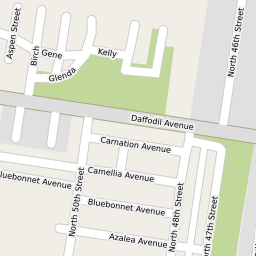 Aspen Street
Birch
Gene
Kelly
Glenda
North 46th Street
Daffodil Avenue
Carnation Avenue
Camellia Avenue
Bluebonnet Avenue
Bluebonnet Avenue
North 50th Street
North 48th Street
North 47th Street
Azalea Avenue